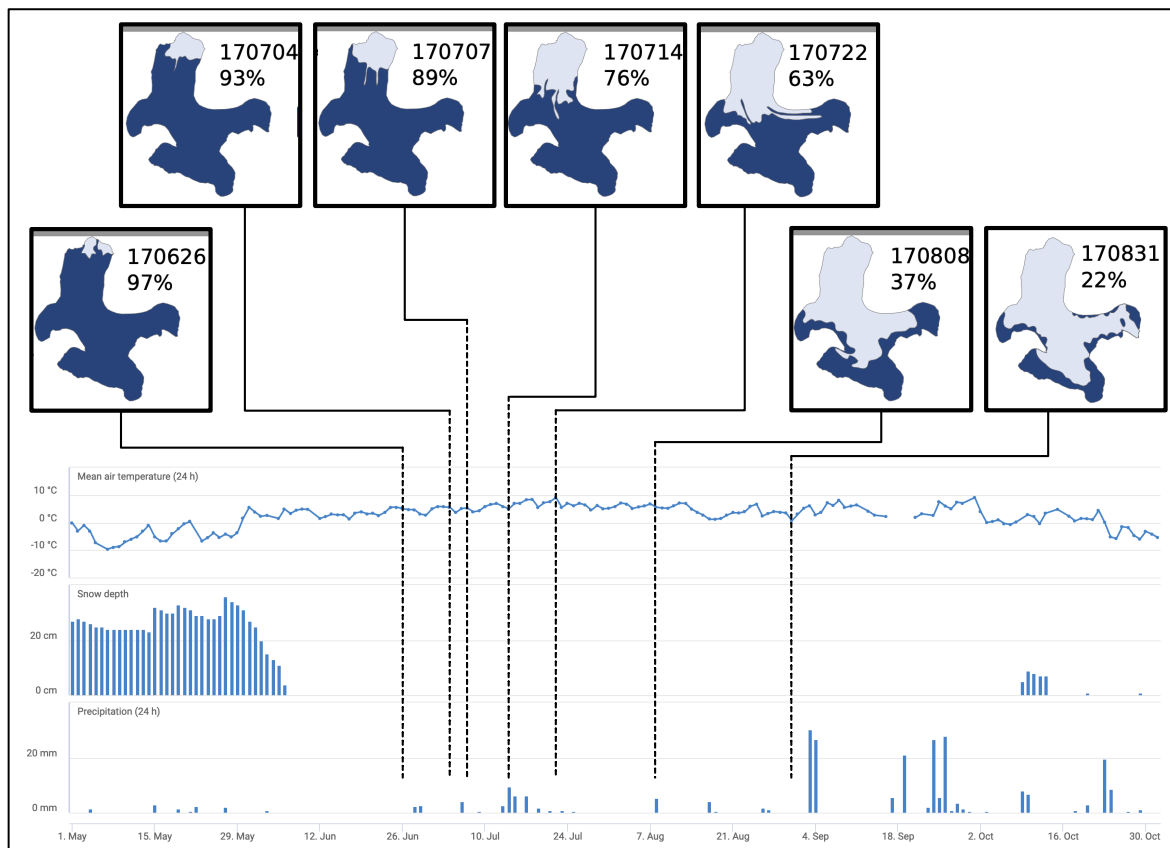 170704
93%
170707
89%
170714
76%
170722
63%
170626
97%
170808
37%
170831
22%
Mean air temperature (24 h)
10 °C
0 °C
-10 °C
-20 °C
Snow depth
20 cm
0 cm
Precipitation (24 h)
20 mm
0 mm
1. May 15. May 29. May 12. Jun 26. Jun 10. Jul 24. Jul 7. Aug 21. Aug 4. Sep 18. Sep 2. Oct 16. Oct 30. Oct